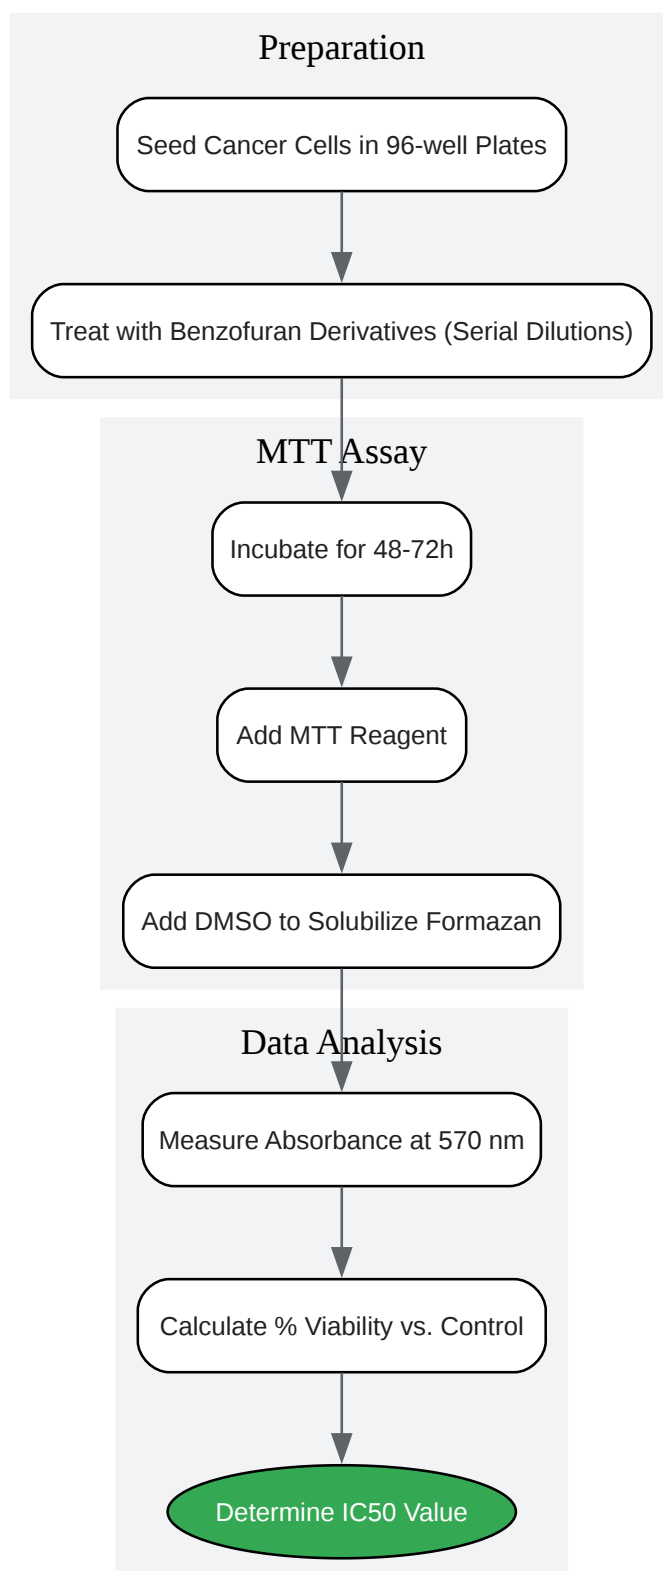 Preparation
Seed Cancer Cells in 96-well Plates
Treat with Benzofuran Derivatives (Serial Dilutions)
MTT Assay
Incubate for 48-72h
Add MTT Reagent
Add DMSO to Solubilize Formazan
Data Analysis
Measure Absorbance at 570 nm
Calculate % Viability vs. Control
Determine IC50 Value